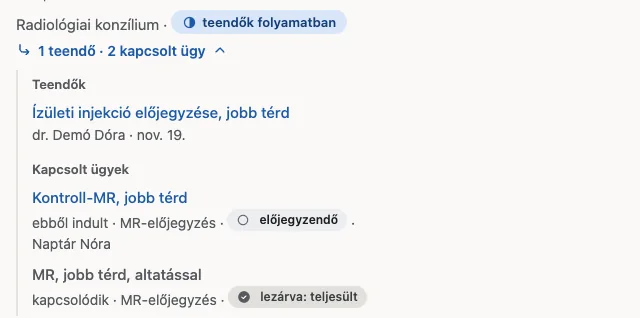 Radiológiai konzílium · teendők folyamatban
1 teendő · 2 kapcsolt ügy
Teendők
Ízületi injekció előjegyzése, jobb térd
dr. Demó Dóra · nov. 19.
Kapcsolt ügyek
Kontroll-MR, jobb térd
ebből indult · MR-előjegyzés · előjegyzendő ·
Naptár Nóra
MR, jobb térd, altatással
kapcsolódik · MR-előjegyzés · lezárva: teljesült